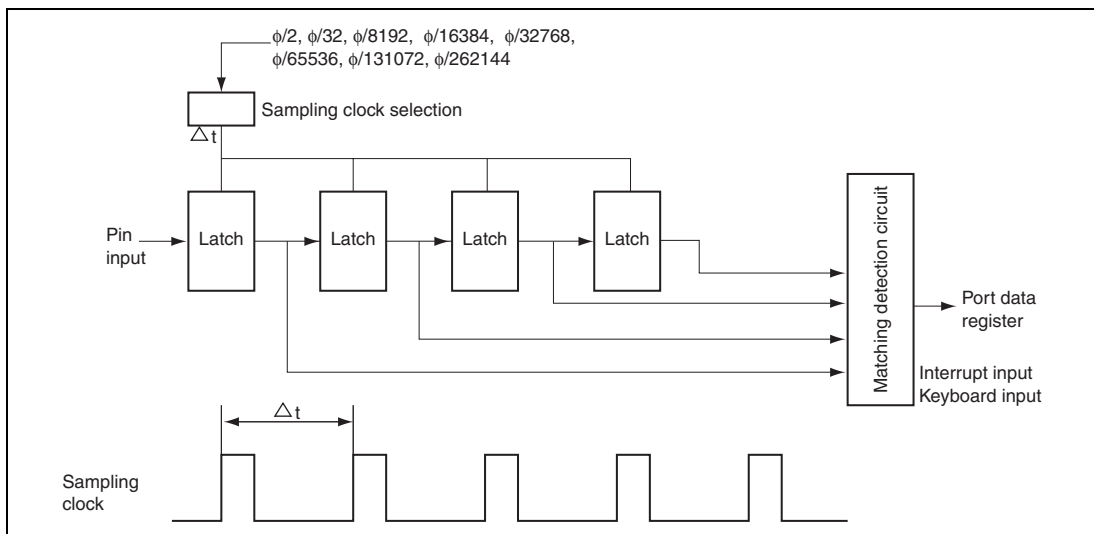 ϕ/2, ϕ/32, ϕ/8192, ϕ/16384, ϕ/32768,
ϕ/65536, ϕ/131072, ϕ/262144
Sampling clock selection
△t
Pin
input
Latch
Latch
Latch
Latch
Matching detection circuit
Port data
register
Interrupt input
Keyboard input
△t
Sampling
clock